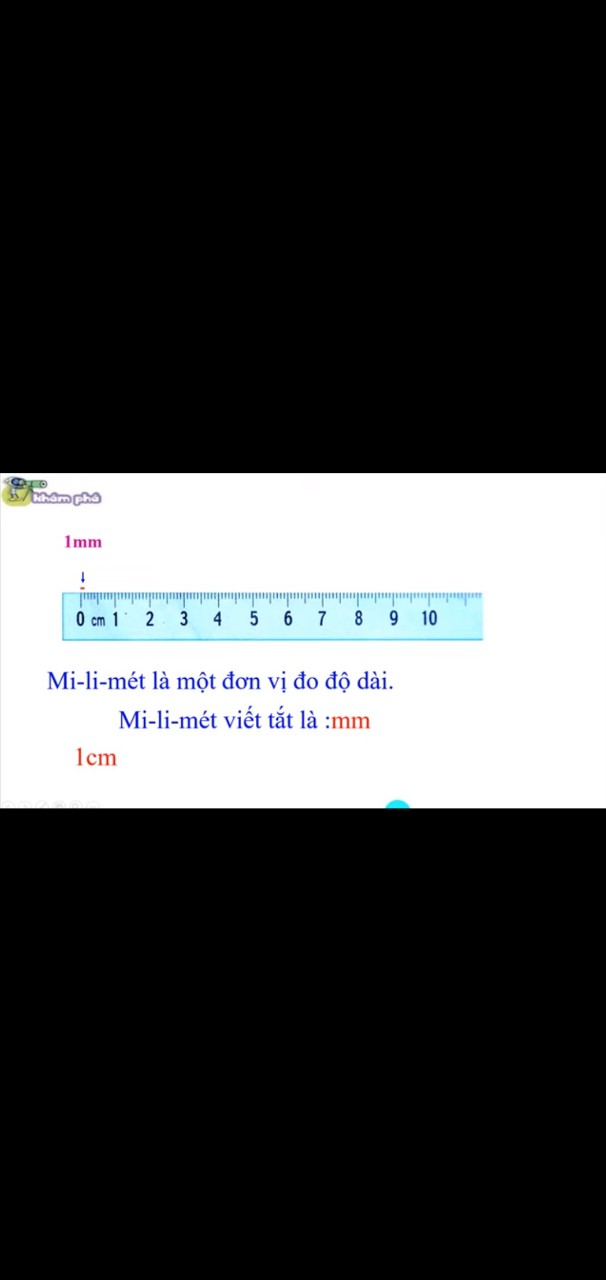 khám phá
1mm
0 cm 1 2 3 4 5 6 7 8 9 10
Mi-li-mét là một đơn vị đo độ dài.
Mi-li-mét viết tắt là :mm
1cm